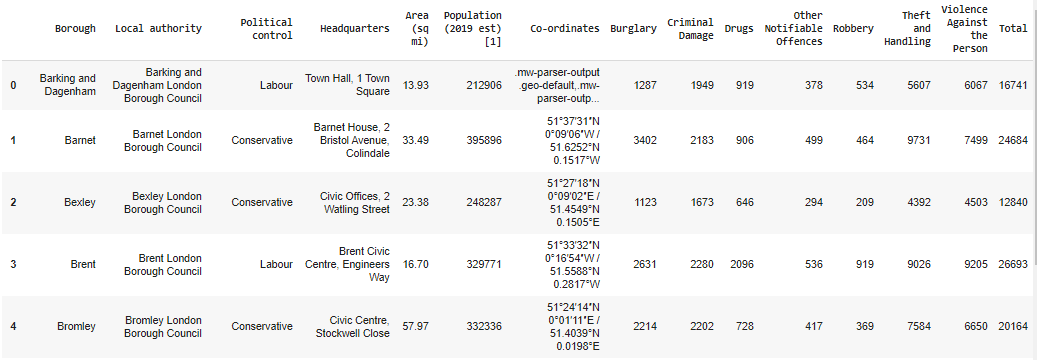 Borough Local authority Political control Headquarters Area (sq mi) Population (2019 est) [1] Co-ordinates Burglary Criminal Damage Drugs Other Notifiable Offences Robbery Theft and Handling Violence Against the Person Total
0 Barking and Dagenham Barking and Dagenham London Borough Council Labour Town Hall, 1 Town Square 13.93 212906 .mw-parser-output .geo-default,.mw-parser-outp... 1287 1949 919 378 534 5607 6067 16741
1 Barnet Barnet London Borough Council Conservative Barnet House, 2 Bristol Avenue, Colindale 33.49 395896 51°37′31″N 0°09′06″W / 51.6252°N 0.1517°W 3402 2183 906 499 464 9731 7499 24684
2 Bexley Bexley London Borough Council Conservative Civic Offices, 2 Watling Street 23.38 248287 51°27′18″N 0°09′02″E / 51.4549°N 0.1505°E 1123 1673 646 294 209 4392 4503 12840
3 Brent Brent London Borough Council Labour Brent Civic Centre, Engineers Way 16.70 329771 51°33′32″N 0°16′54″W / 51.5588°N 0.2817°W 2631 2280 2096 536 919 9026 9205 26693
4 Bromley Bromley London Borough Council Conservative Civic Centre, Stockwell Close 57.97 332336 51°24′14″N 0°01′11″E / 51.4039°N 0.0198°E 2214 2202 728 417 369 7584 6650 20164